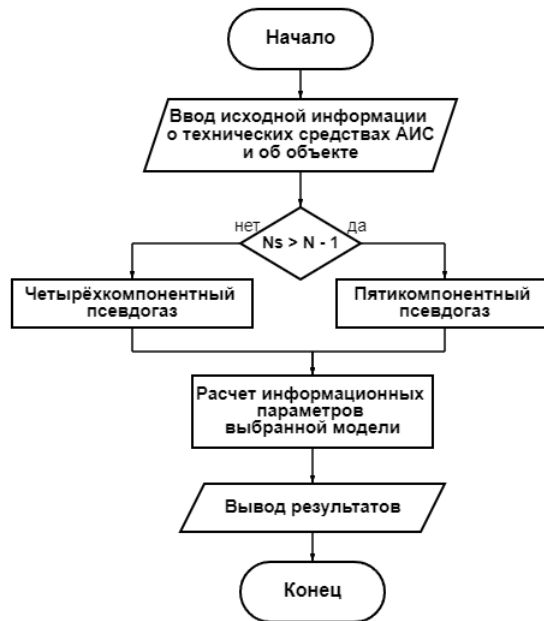 Начало
Ввод исходной информации
о технических средствах АИС
и об объекте
нет
да
Ns > N - 1
Четырёхкомпонентный
псевдогаз
Пятикомпонентный
псевдогаз
Расчет информационных
параметров
выбранной модели
Вывод результатов
Конец